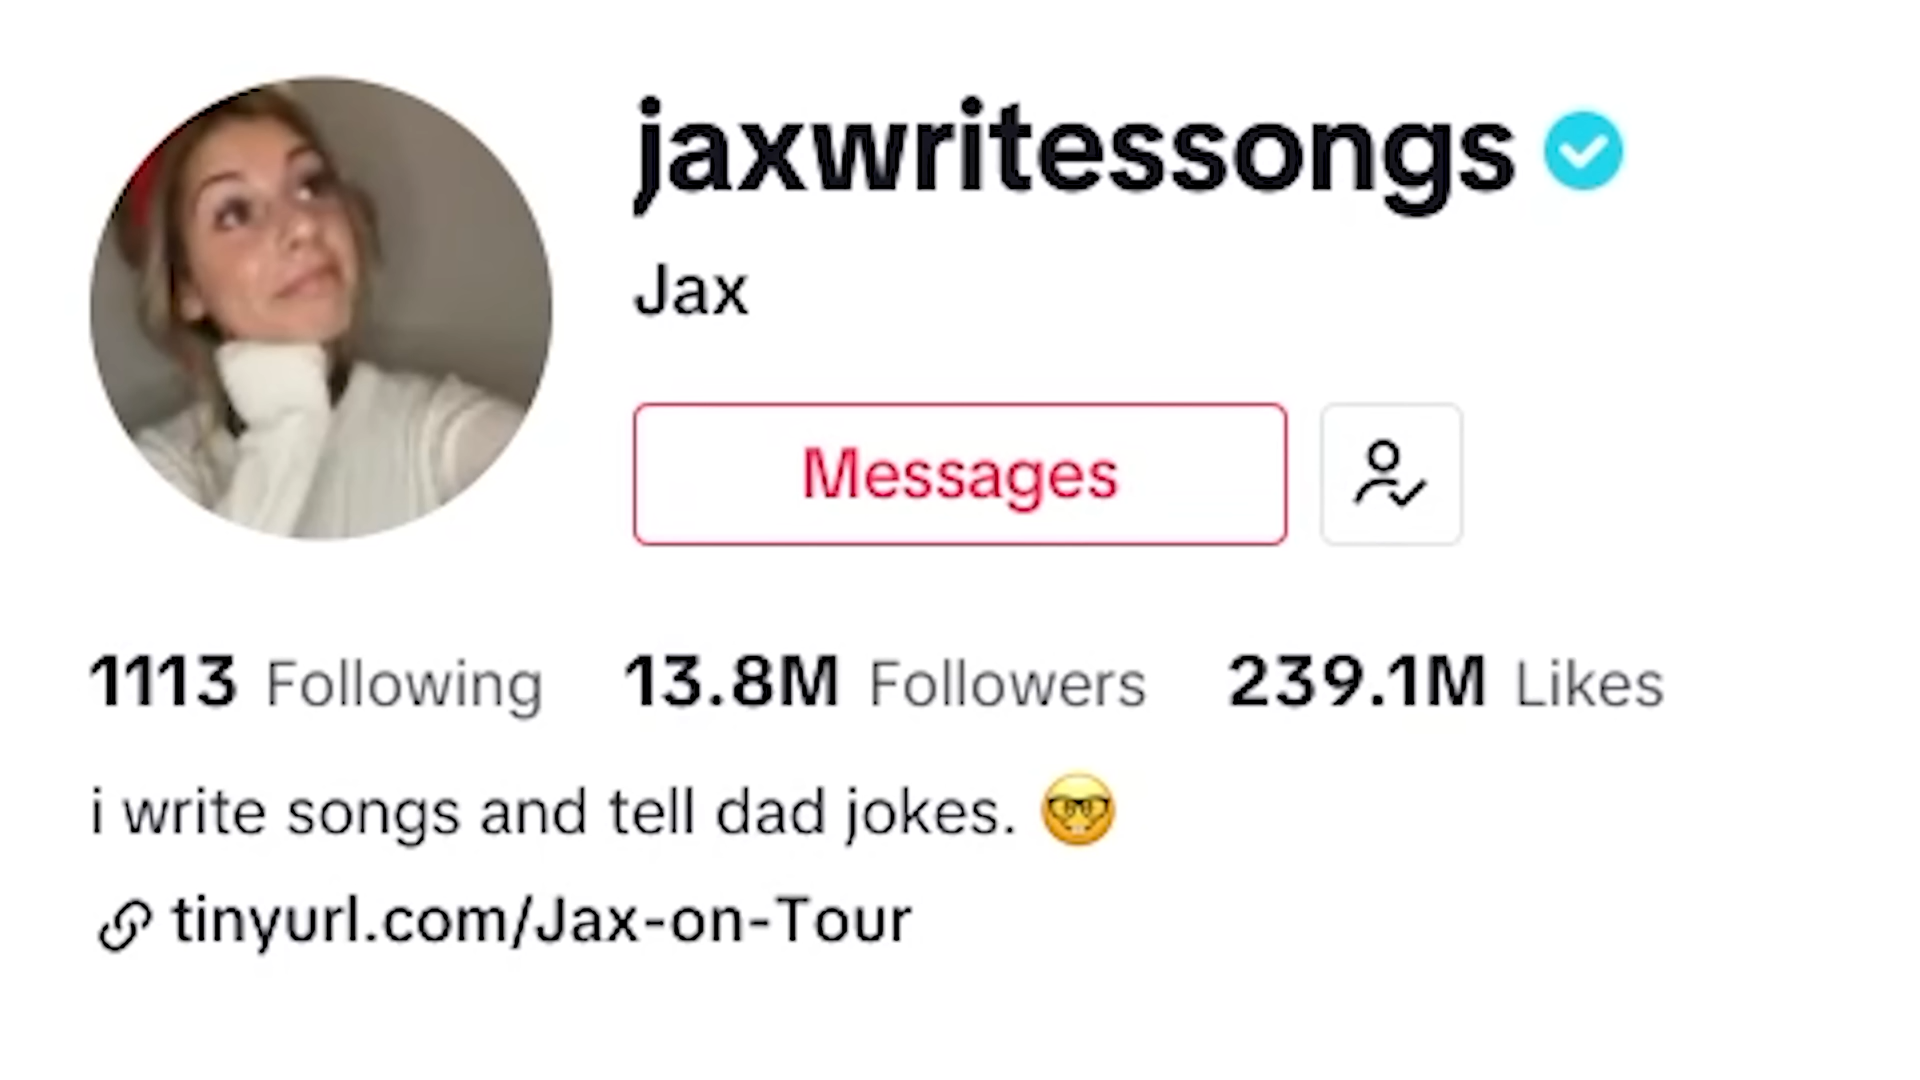 jaxwritessongs
Jax
Messages
1113 Following 13.8M Followers 239.1M Likes
i write songs and tell dad jokes. 🤓
tinyurl.com/Jax-on-Tour